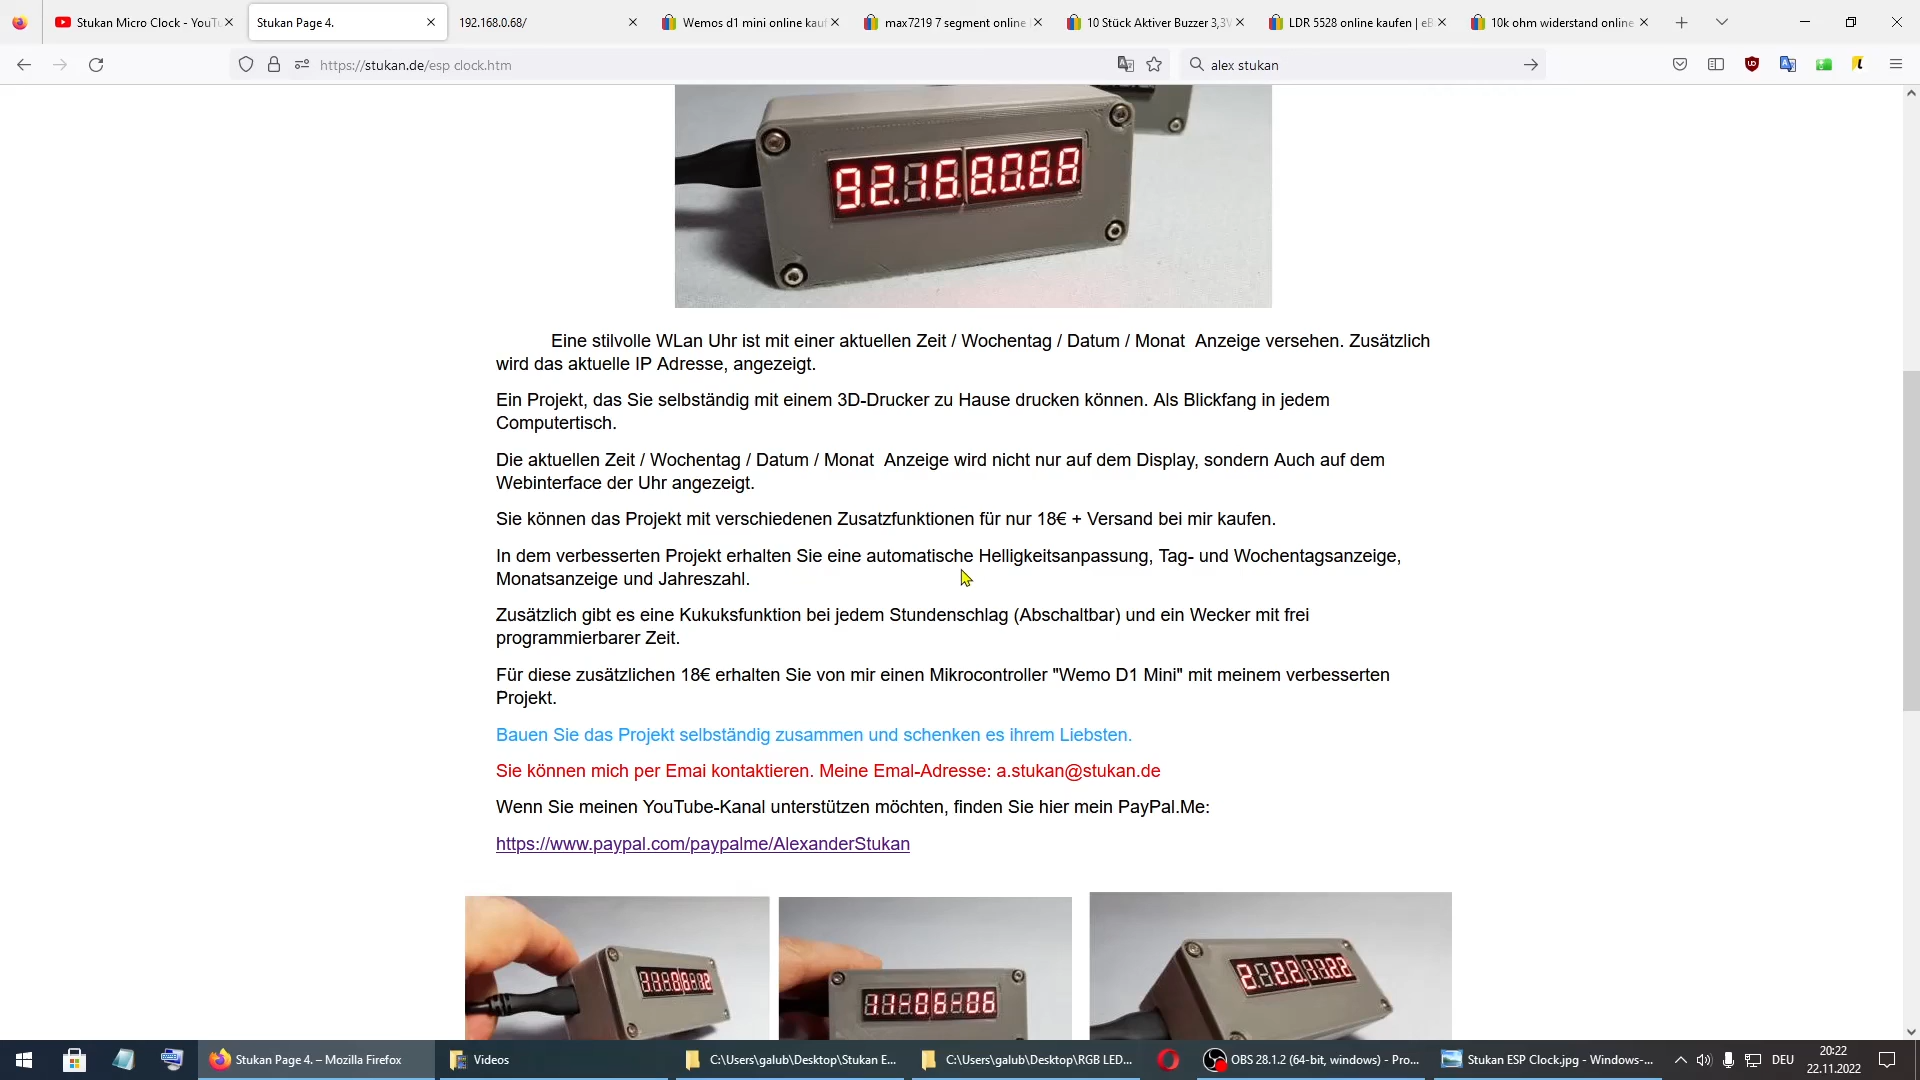 Stukan Micro Clock - YouTu
Stukan Page 4.
192.168.0.68/
Wemos d1 mini online kauf
max7219 7 segment online
10 Stück Aktiver Buzzer 3,3V
LDR 5528 online kaufen | eB
10k ohm widerstand online
https://stukan.de/esp clock.htm
alex stukan
92.168.0.68
Eine stilvolle WLan Uhr ist mit einer aktuellen Zeit / Wochentag / Datum / Monat  Anzeige versehen. Zusätzlich
wird das aktuelle IP Adresse, angezeigt.
Ein Projekt, das Sie selbständig mit einem 3D-Drucker zu Hause drucken können. Als Blickfang in jedem
Computertisch.
Die aktuellen Zeit / Wochentag / Datum / Monat  Anzeige wird nicht nur auf dem Display, sondern Auch auf dem
Webinterface der Uhr angezeigt.
Sie können das Projekt mit verschiedenen Zusatzfunktionen für nur 18€ + Versand bei mir kaufen.
In dem verbesserten Projekt erhalten Sie eine automatische Helligkeitsanpassung, Tag- und Wochentagsanzeige,
Monatsanzeige und Jahreszahl.
Zusätzlich gibt es eine Kukuksfunktion bei jedem Stundenschlag (Abschaltbar) und ein Wecker mit frei
programmierbarer Zeit.
Für diese zusätzlichen 18€ erhalten Sie von mir einen Mikrocontroller "Wemo D1 Mini" mit meinem verbesserten
Projekt.
Bauen Sie das Projekt selbständig zusammen und schenken es ihrem Liebsten.
Sie können mich per Emai kontaktieren. Meine Emal-Adresse: a.stukan@stukan.de
Wenn Sie meinen YouTube-Kanal unterstützen möchten, finden Sie hier mein PayPal.Me:
https://www.paypal.com/paypalme/AlexanderStukan
11-06-06
Stukan Page 4. – Mozilla Firefox
Videos
C:\Users\galub\Desktop\Stukan E...
C:\Users\galub\Desktop\RGB LED...
OBS 28.1.2 (64-bit, windows) - Pro...
Stukan ESP Clock.jpg - Windows-...
DEU
20:22
22.11.2022